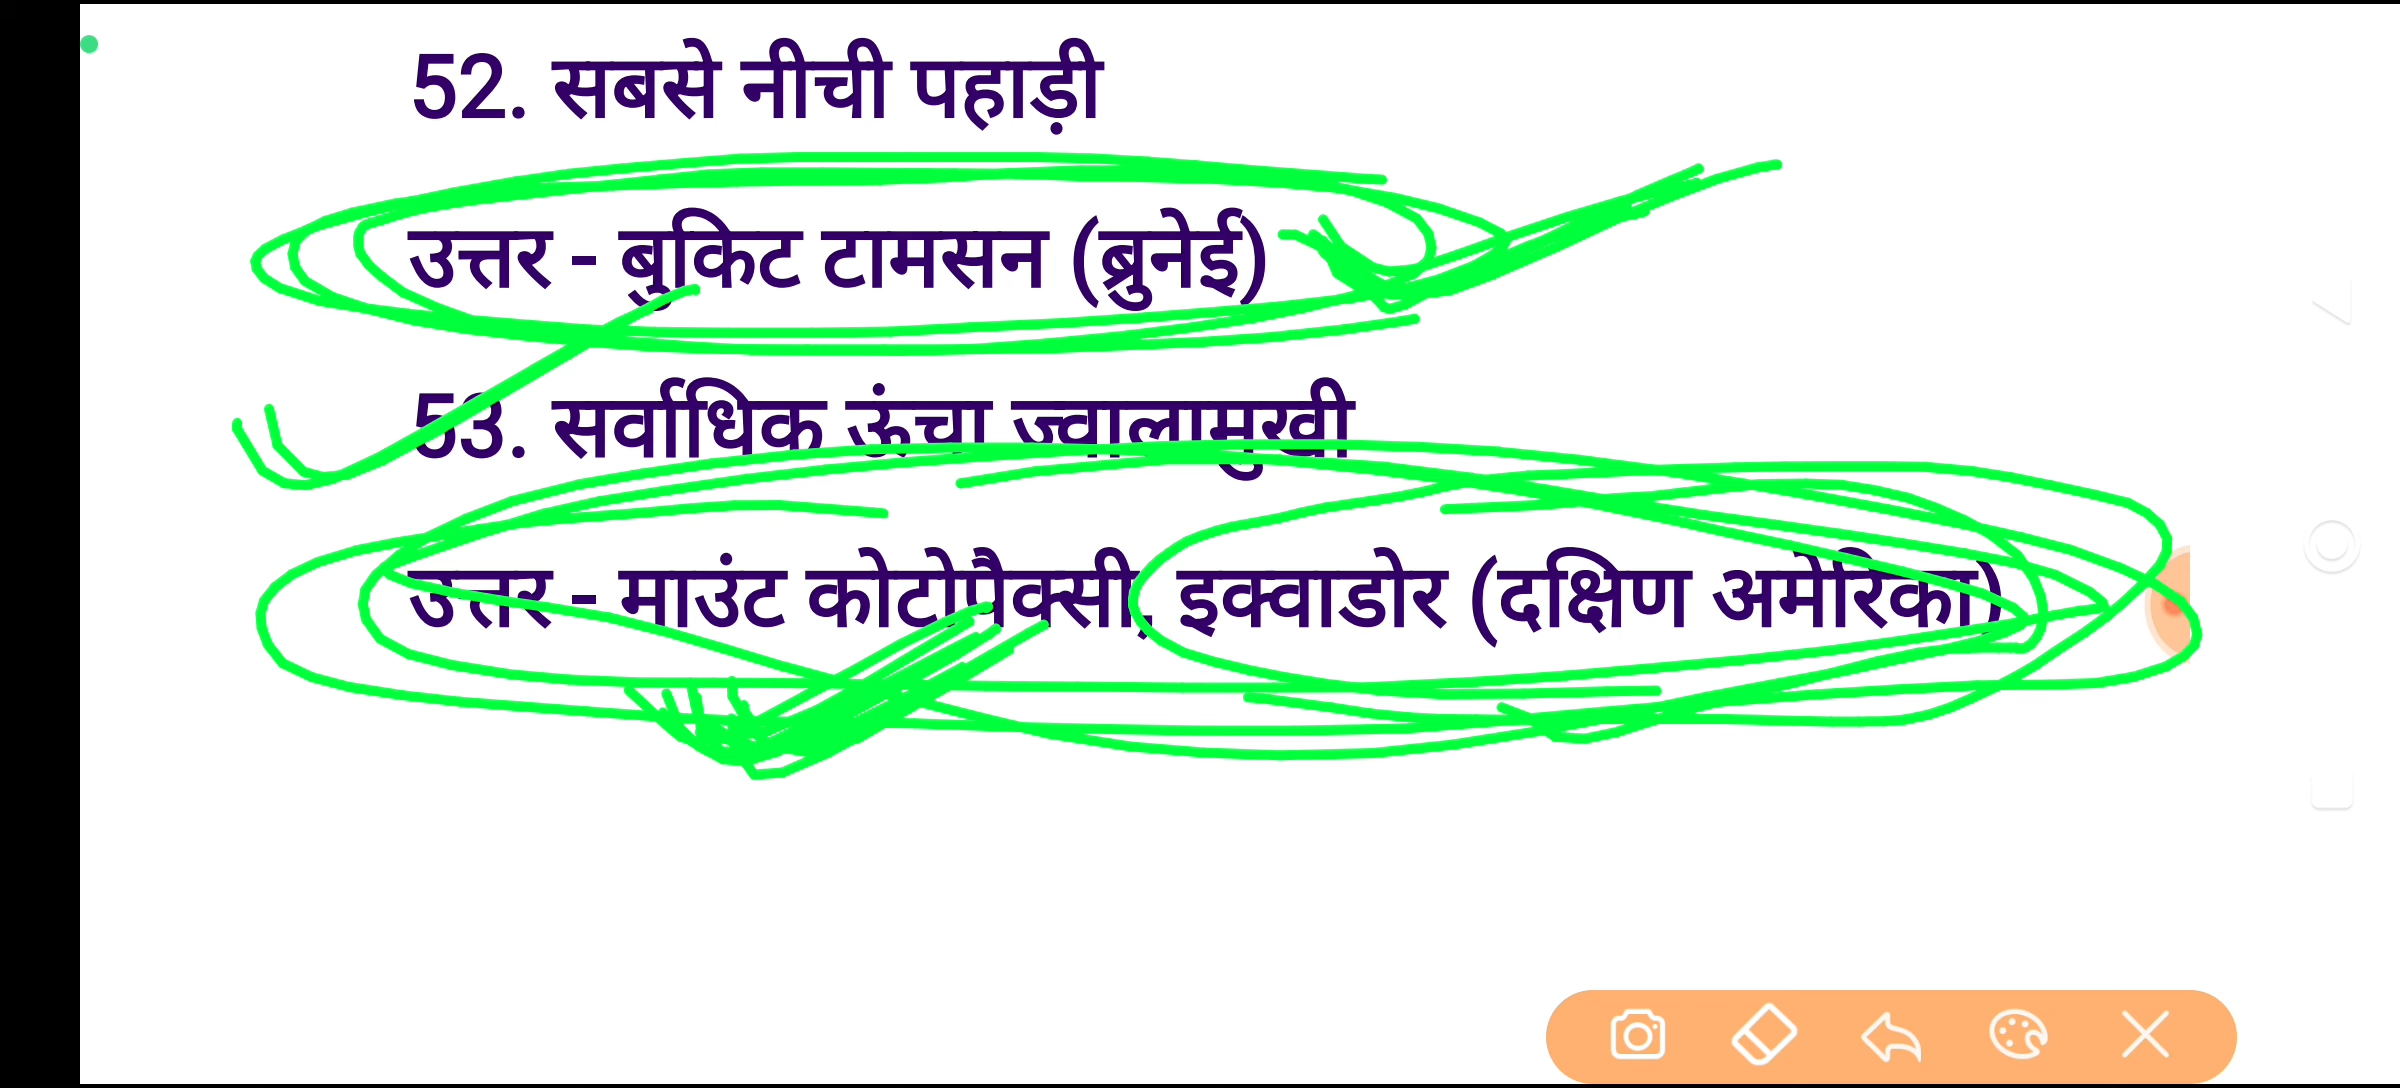 52. सबसे नीची पहाड़ी
उत्तर - बुकिट टामसन (ब्रुनेई)
53. सर्वाधिक ऊंचा ज्वालामुखी
उत्तर - माउंट कोटोपैक्सी, इक्वाडोर (दक्षिण अमेरिका)